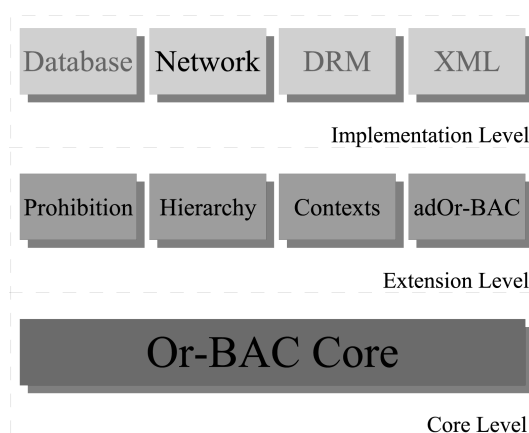 Database Network DRM XML
Implementation Level
Prohibition Hierarchy Contexts adOr-BAC
Extension Level
Or-BAC Core
Core Level